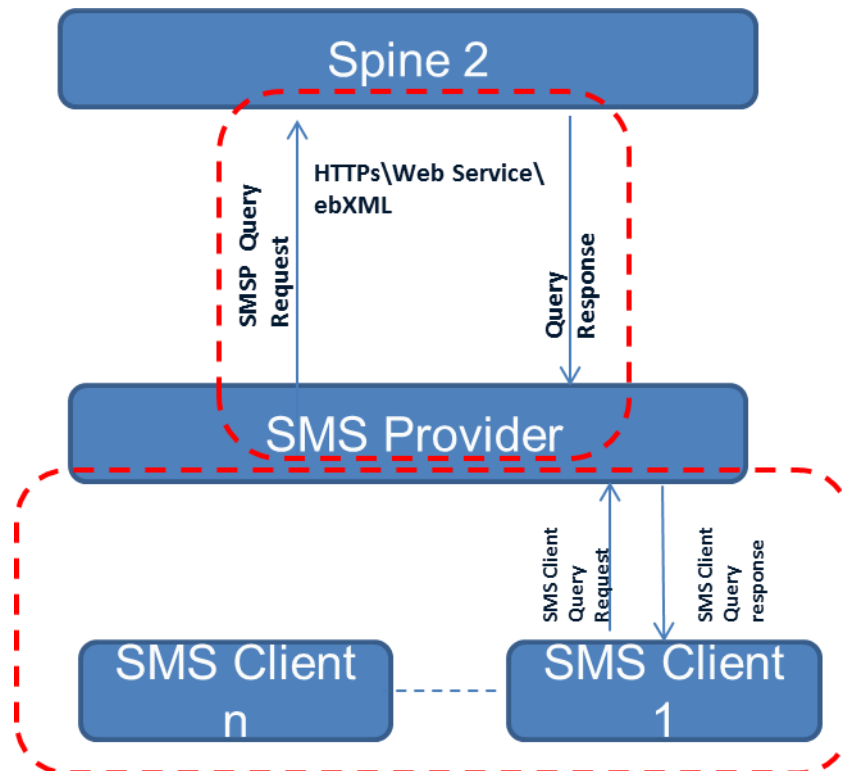 Spine 2
HTTPs\Web Service\
ebXML
SMSP Query
Request
Query
Response
SMS Provider
SMS Client
Query
Request
SMS Client
Query
response
SMS Client
n
SMS Client
1